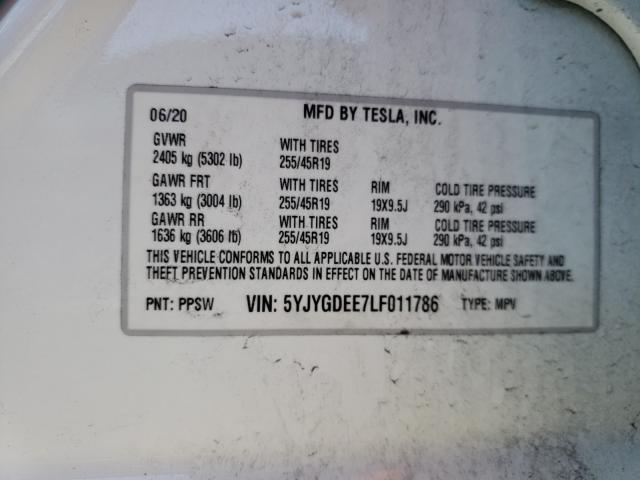 06/20 MFD BY TESLA, INC.
GVWR WITH TIRES
2405 kg (5302 lb) 255/45R19
GAWR FRT WITH TIRES RIM COLD TIRE PRESSURE
1363 kg (3004 lb) 255/45R19 19X9.5J 290 kPa, 42 psi
GAWR RR WITH TIRES RIM COLD TIRE PRESSURE
1636 kg (3606 lb) 255/45R19 19X9.5J 290 kPa, 42 psi
THIS VEHICLE CONFORMS TO ALL APPLICABLE U.S. FEDERAL MOTOR VEHICLE SAFETY AND
THEFT PREVENTION STANDARDS IN EFFECT ON THE DATE OF MANUFACTURE SHOWN ABOVE.
PNT: PPSW VIN: 5YJYGDEE7LF011786 TYPE: MPV